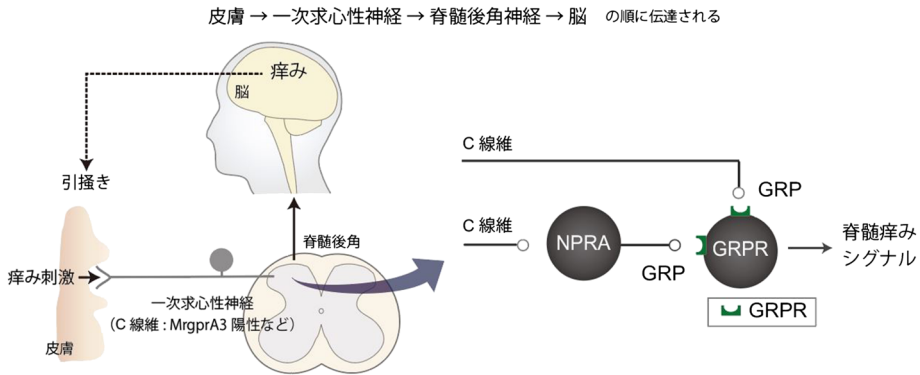 皮膚 → 一次求心性神経 → 脊髄後角神経 → 脳 の順に伝達される
痒み
脳
引掻き
脊髄後角
痒み刺激
一次求心性神経
（C 線維 : MrgprA3 陽性など）
皮膚
C 線維
GRP
C 線維
NPRA
GRP
GRPR
脊髄痒み
シグナル
GRPR